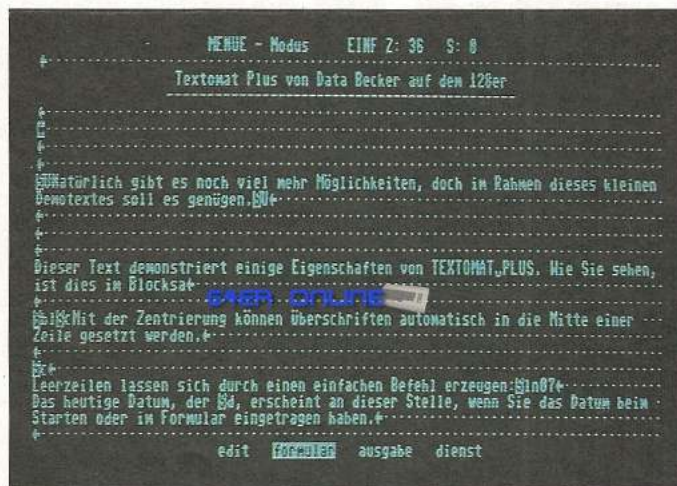 MENUE - Modus EINF Z: 36 S: 0
Textomat Plus von Data Becker auf dem 128er
Natürlich gibt es noch viel mehr Möglichkeiten, doch im Rahmen dieses kleinen
Demotextes soll es genügen.
Dieser Text demonstriert einige Eigenschaften von TEXTOMAT PLUS. Wie Sie sehen,
ist dies im Blocksa
64ER ONLINE
Mit der Zentrierung können Überschriften automatisch in die Mitte einer
Zeile gesetzt werden.
Leerzeilen lassen sich durch einen einfachen Befehl erzeugen: ln07
Das heutige Datum, der d, erscheint an dieser Stelle, wenn Sie das Datum beim
Starten oder im Formular eingetragen haben.
edit formular ausgabe dienst